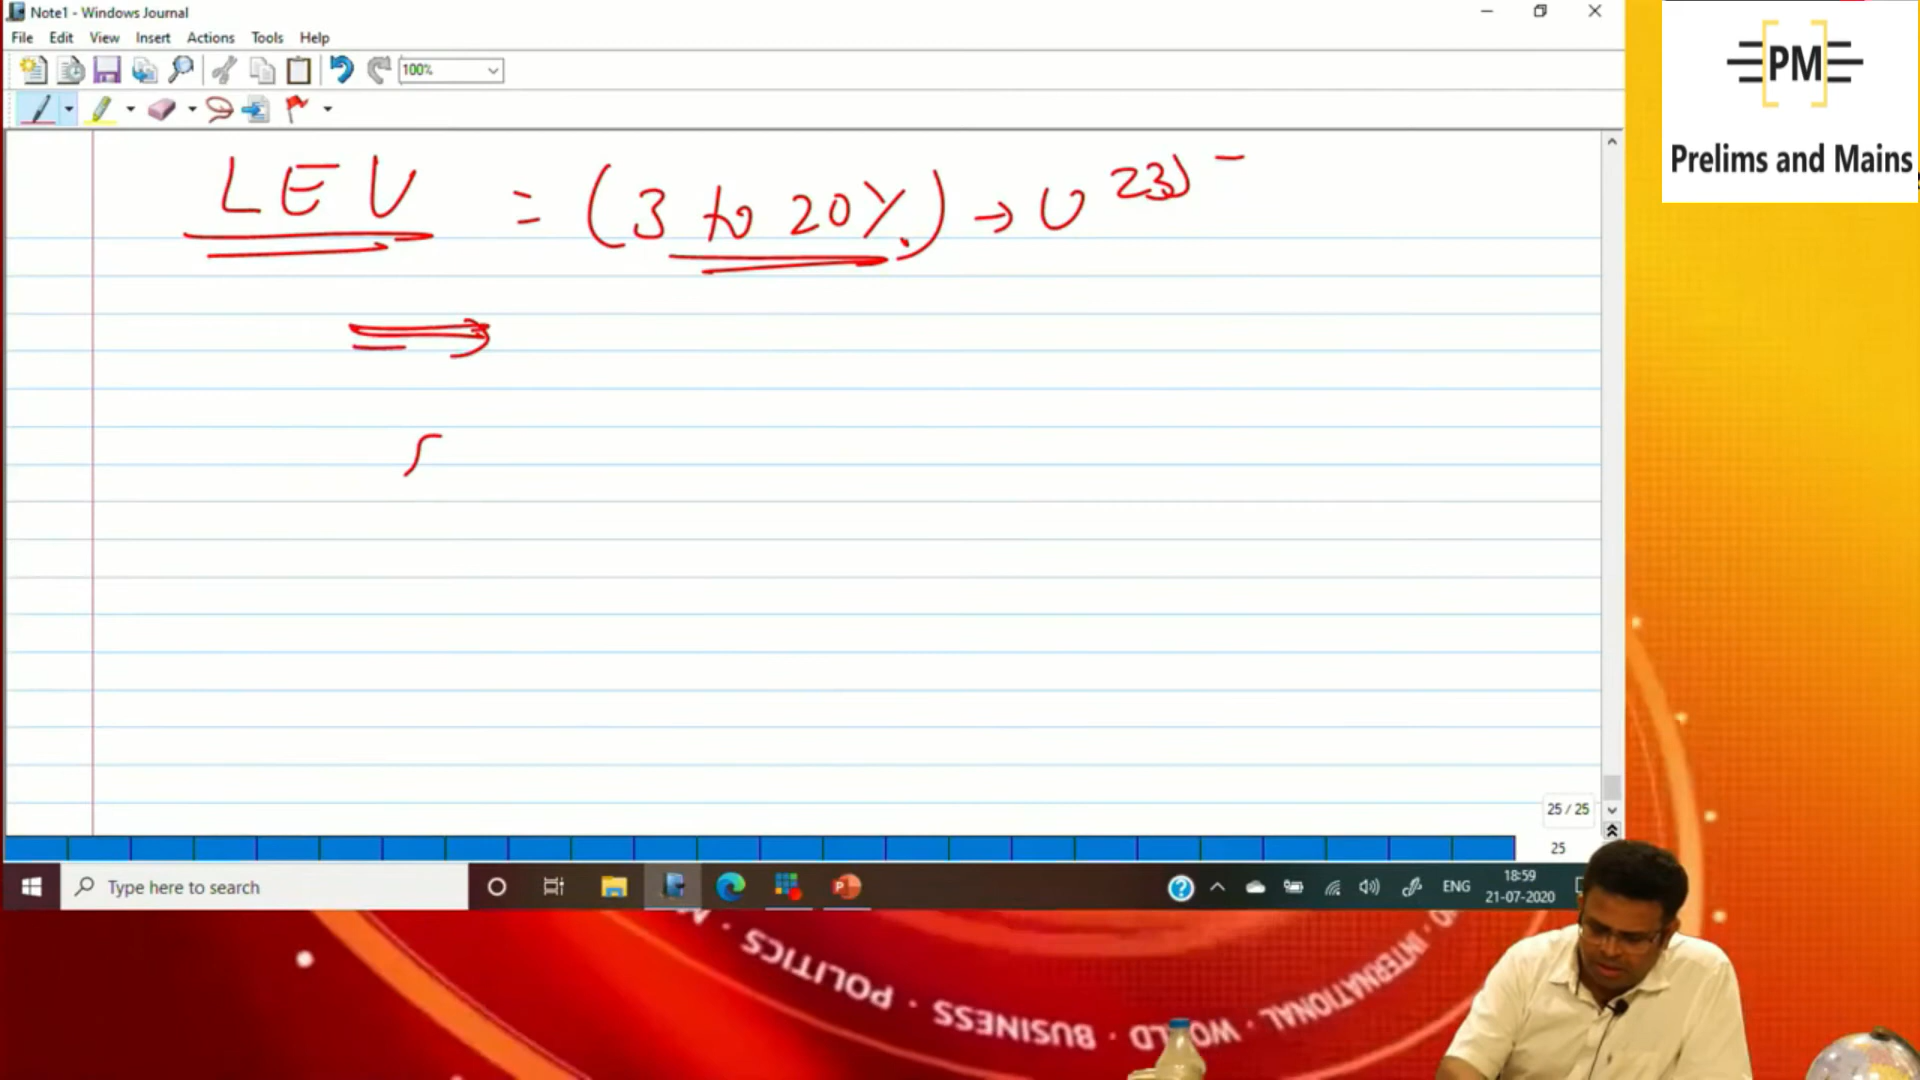 Note1 - Windows Journal
File Edit View Insert Actions Tools Help
100%
PM
Prelims and Mains
LEU = (3 to 20%) → U 235 -
25 / 25
25
Type here to search
ENG
18:59
21-07-2020
POLITICS · BUSINESS · WORLD · INTERNATIONAL